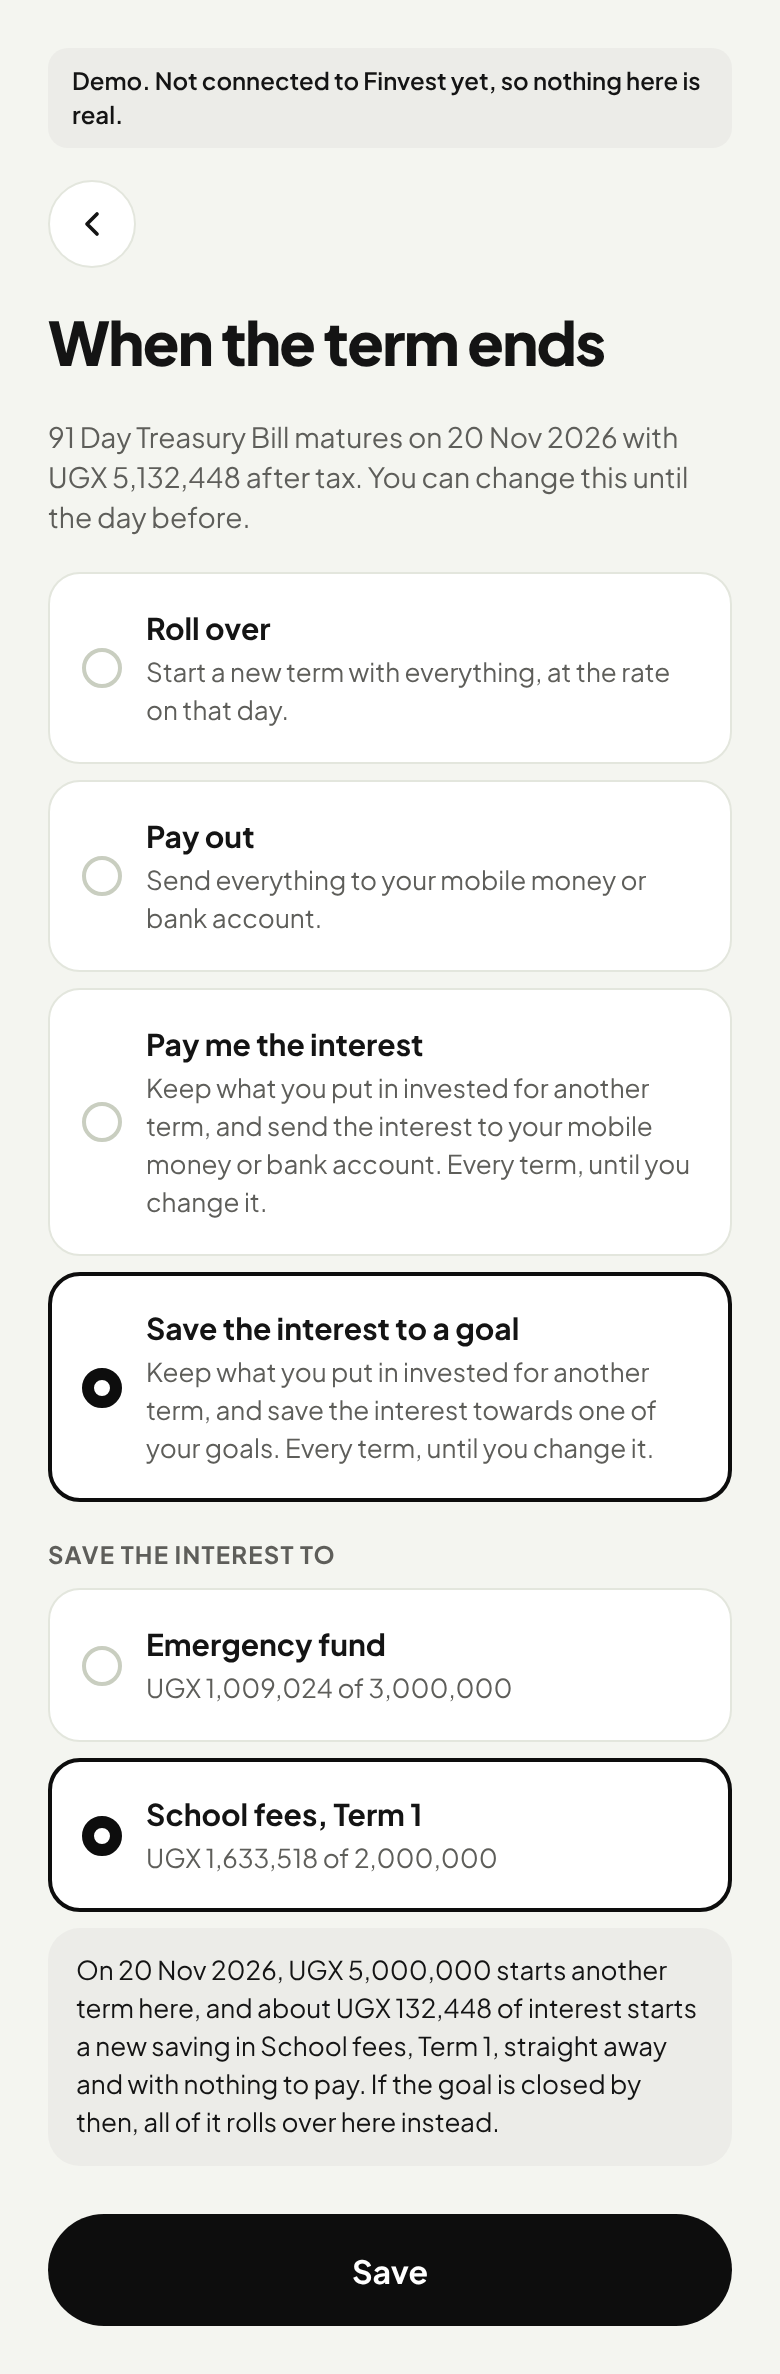 Demo. Not connected to Finvest yet, so nothing here is
real.
When the term ends
91 Day Treasury Bill matures on 20 Nov 2026 with
UGX 5,132,448 after tax. You can change this until
the day before.
Roll over
Start a new term with everything, at the rate
on that day.
Pay out
Send everything to your mobile money or
bank account.
Pay me the interest
Keep what you put in invested for another
term, and send the interest to your mobile
money or bank account. Every term, until you
change it.
Save the interest to a goal
Keep what you put in invested for another
term, and save the interest towards one of
your goals. Every term, until you change it.
SAVE THE INTEREST TO
Emergency fund
UGX 1,009,024 of 3,000,000
School fees, Term 1
UGX 1,633,518 of 2,000,000
On 20 Nov 2026, UGX 5,000,000 starts another
term here, and about UGX 132,448 of interest starts
a new saving in School fees, Term 1, straight away
and with nothing to pay. If the goal is closed by
then, all of it rolls over here instead.
Save